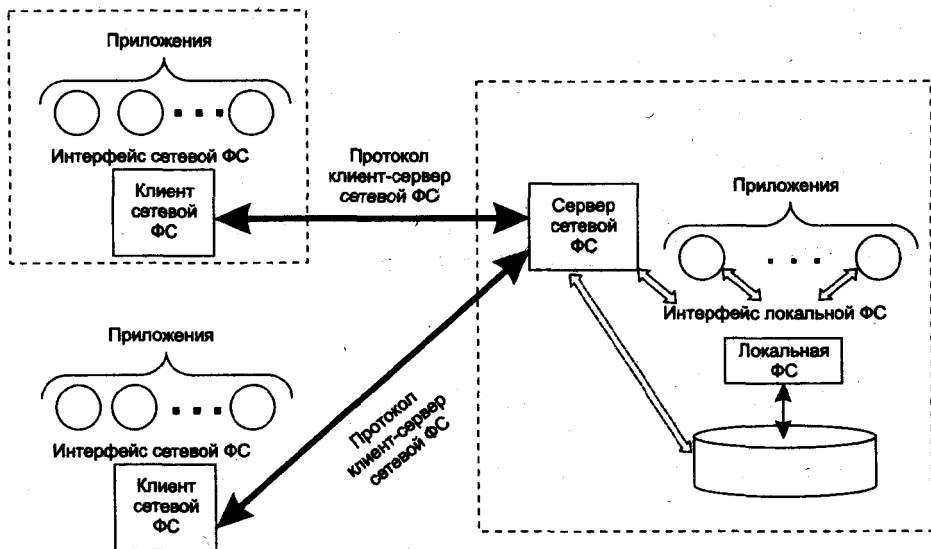 Приложения
Интерфейс сетевой ФС
Клиент
сетевой
ФС
Протокол
клиент-сервер
сетевой ФС
Сервер
сетевой
ФС
Приложения
Интерфейс локальной ФС
Локальная
ФС
Приложения
Интерфейс сетевой ФС
Клиент
сетевой
ФС
Протокол
клиент-сервер
сетевой ФС